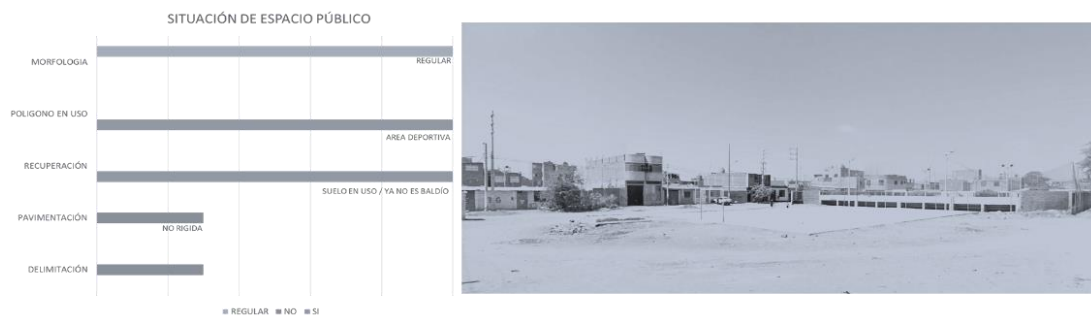 SITUACIÓN DE ESPACIO PÚBLICO
MORFOLOGIA
REGULAR
POLIGONO EN USO
AREA DEPORTIVA
RECUPERACIÓN
SUELO EN USO / YA NO ES BALDÍO
PAVIMENTACIÓN
NO RIGIDA
DELIMITACIÓN
REGULAR NO SI